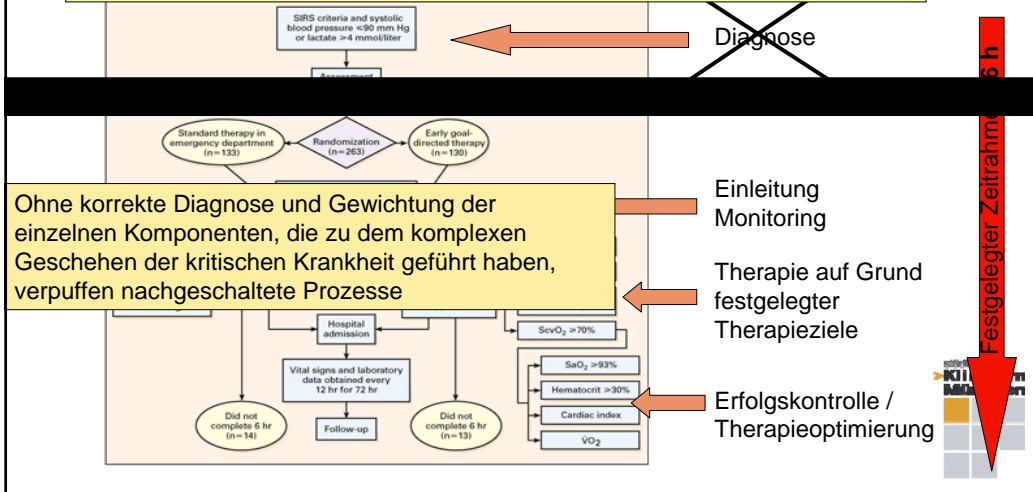 SIRS criteria and systolic
blood pressure ≤90 mm Hg
or lactate ≥4 mmol/liter
Diagnose
Assessment
Standard therapy in
emergency department
(n=133)
Randomization
(n=263)
Early goal-
directed therapy
(n=130)
Ohne korrekte Diagnose und Gewichtung der
einzelnen Komponenten, die zu dem komplexen
Geschehen der kritischen Krankheit geführt haben,
verpuffen nachgeschaltete Prozesse
Einleitung
Monitoring
Therapie auf Grund
festgelegter
Therapieziele
Hospital
admission
ScvO₂ ≥70%
Vital signs and laboratory
data obtained every
12 hr for 72 hr
SaO₂ ≥93%
Hematocrit ≥30%
Cardiac index
V̇O₂
Did not
complete 6 hr
(n=14)
Follow-up
Did not
complete 6 hr
(n=13)
Erfolgskontrolle /
Therapieoptimierung
Festgelegter Zeitrahmen 6 h